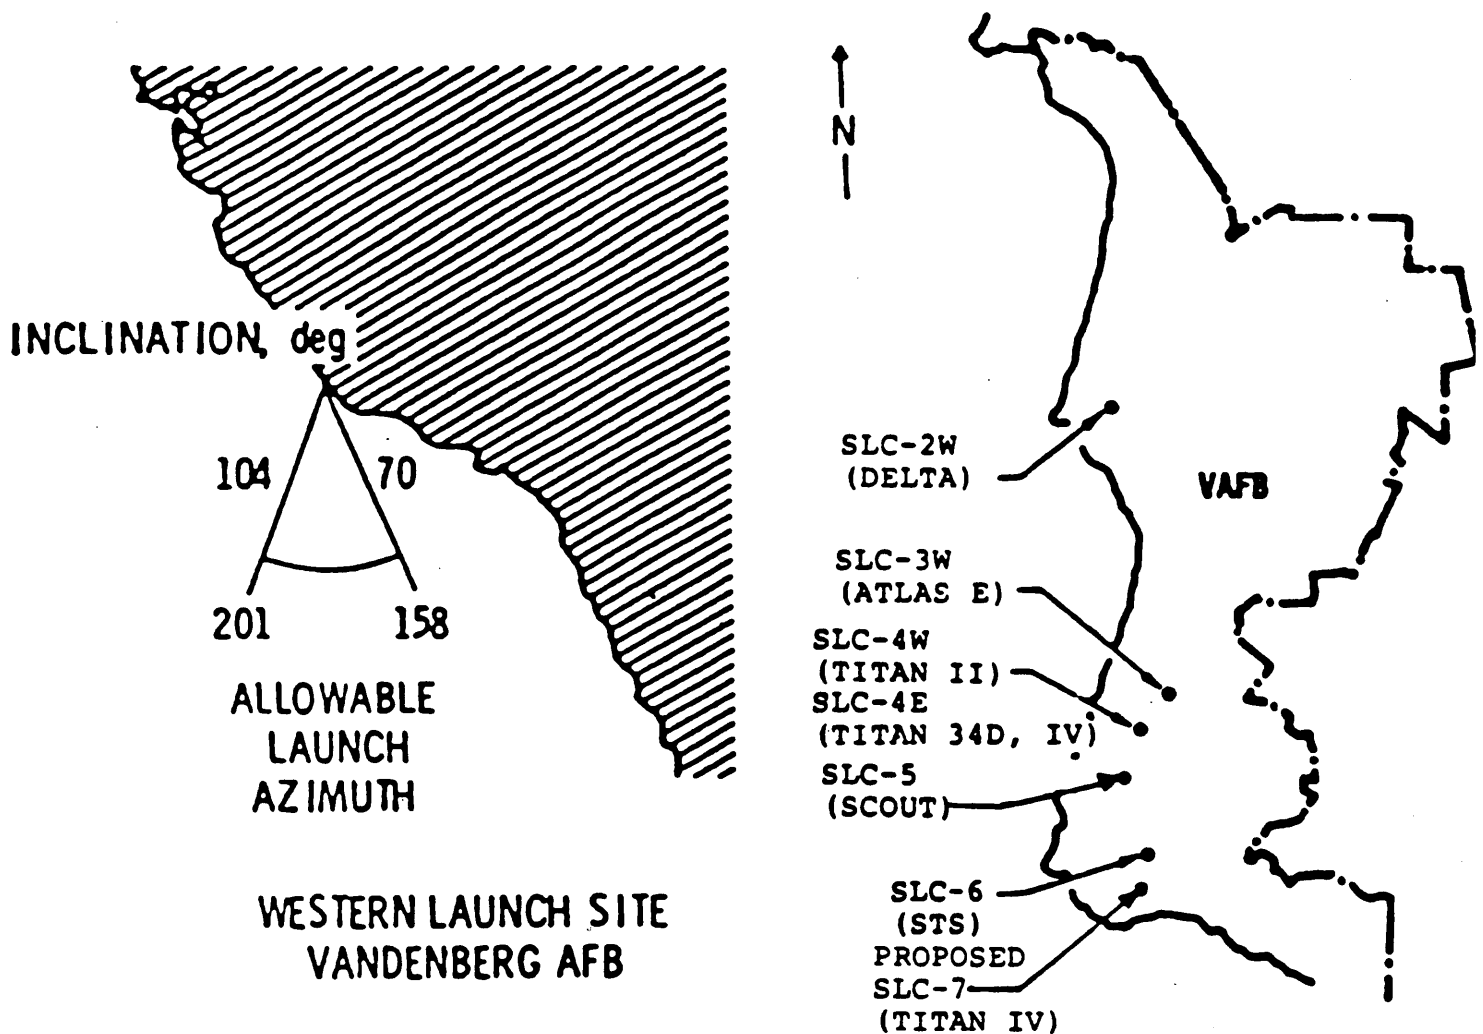 INCLINATION, deg
104
70
201
158
ALLOWABLE
LAUNCH
AZIMUTH
WESTERN LAUNCH SITE
VANDENBERG AFB
N
SLC-2W
(DELTA)
VAFB
SLC-3W
(ATLAS E)
SLC-4W
(TITAN II)
SLC-4E
(TITAN 34D, IV)
SLC-5
(SCOUT)
SLC-6
(STS)
PROPOSED
SLC-7
(TITAN IV)